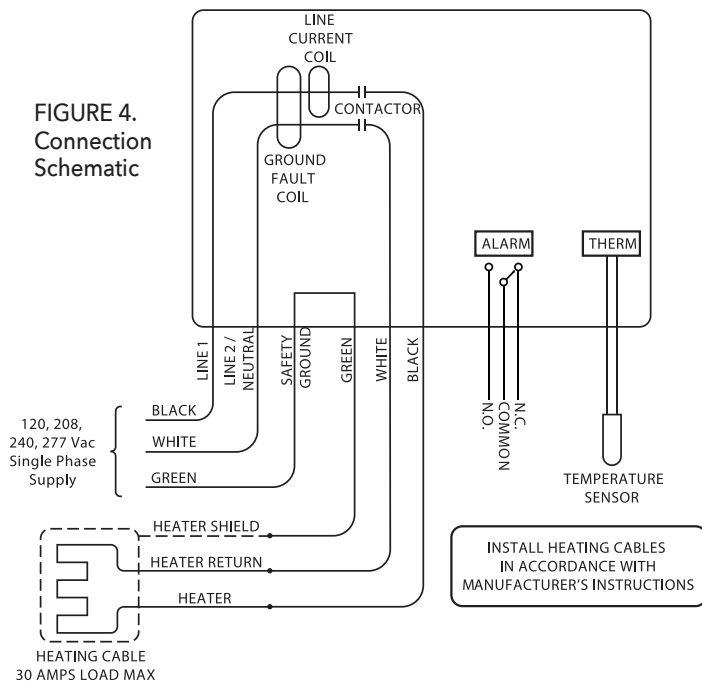 LINE
CURRENT
COIL
FIGURE 4.
Connection
Schematic
CONTACTOR
GROUND
FAULT
COIL
ALARM
THERM
LINE 1
LINE 2 /
NEUTRAL
SAFETY
GROUND
GREEN
WHITE
BLACK
N.O.
COMMON
N.C.
120, 208,
240, 277 Vac
Single Phase
Supply
BLACK
WHITE
GREEN
TEMPERATURE
SENSOR
HEATER SHIELD
HEATER RETURN
HEATER
INSTALL HEATING CABLES
IN ACCORDANCE WITH
MANUFACTURER'S INSTRUCTIONS
HEATING CABLE
30 AMPS LOAD MAX